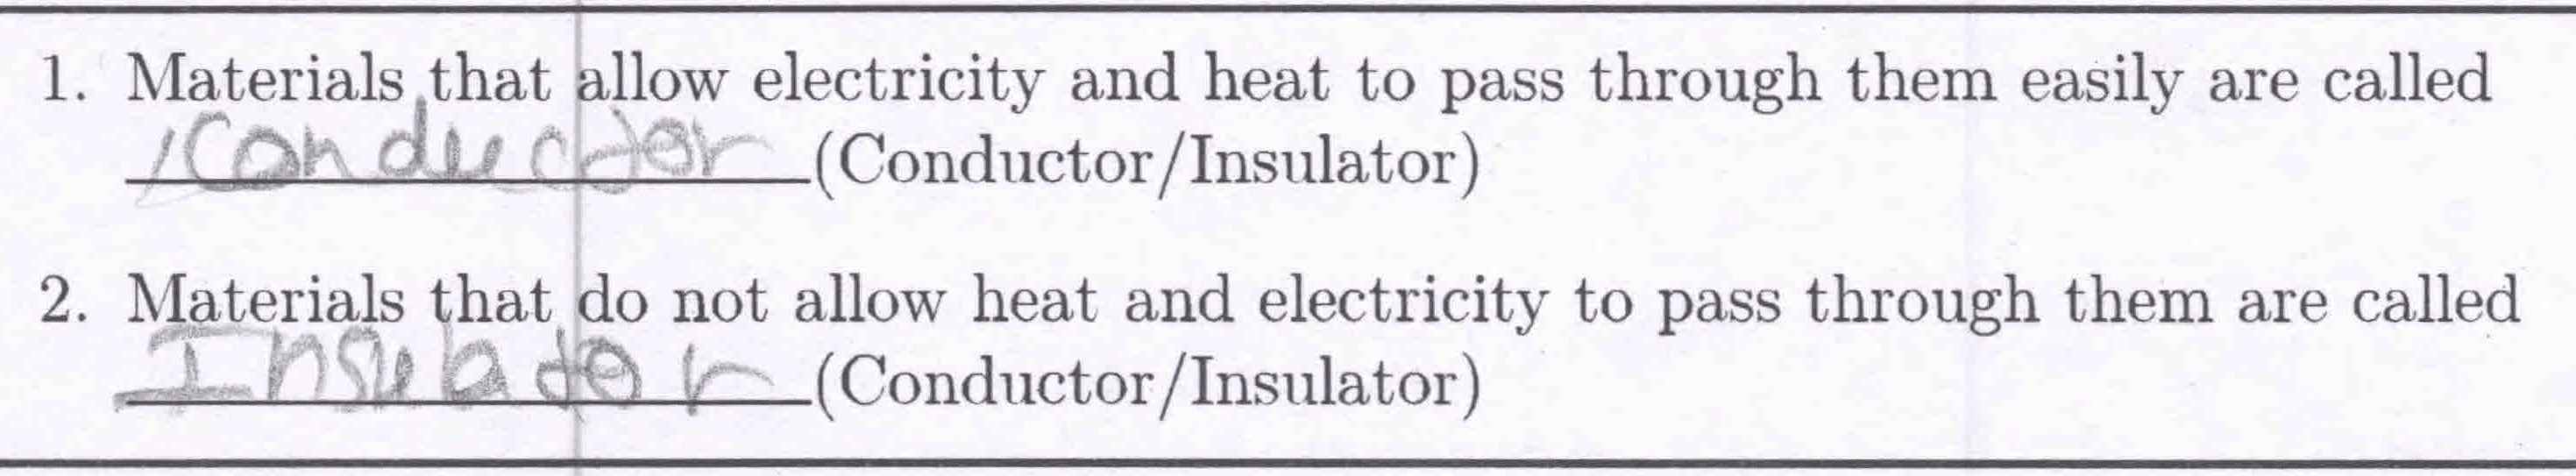 1. Materials that allow electricity and heat to pass through them easily are called
Conductor (Conductor/Insulator)
2. Materials that do not allow heat and electricity to pass through them are called
Insulator (Conductor/Insulator)